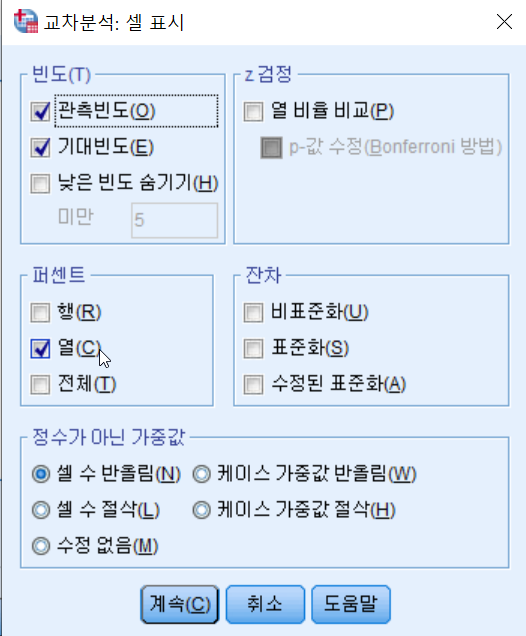 교차분석: 셀 표시
빈도(T)
관측빈도(O)
기대빈도(E)
낮은 빈도 숨기기(H)
미만 5
z 검정
열 비율 비교(P)
p-값 수정(Bonferroni 방법)
퍼센트
행(R)
열(C)
전체(T)
잔차
비표준화(U)
표준화(S)
수정된 표준화(A)
정수가 아닌 가중값
셀 수 반올림(N) 케이스 가중값 반올림(W)
셀 수 절삭(L) 케이스 가중값 절삭(H)
수정 없음(M)
계속(C) 취소 도움말